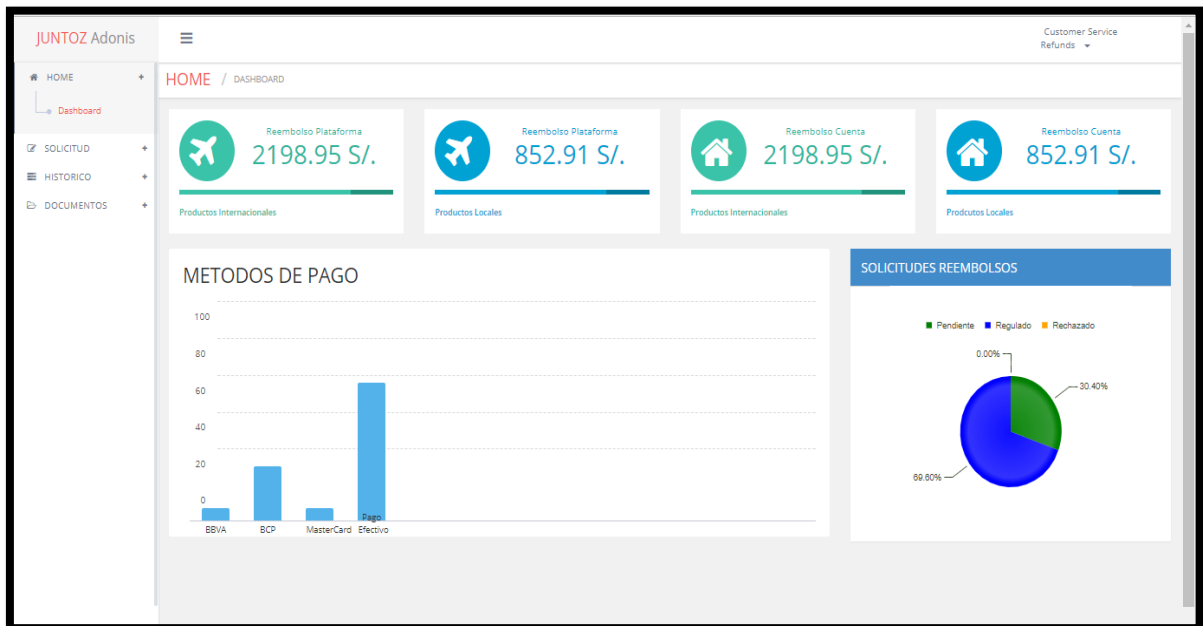 JUNTOZ Adonis
Customer Service
Refunds
HOME +
Dashboard
SOLICITUD +
HISTORICO +
DOCUMENTOS +
HOME / DASHBOARD
Reembolso Plataforma
2198.95 S/.
Productos Internacionales
Reembolso Plataforma
852.91 S/.
Productos Locales
Reembolso Cuenta
2198.95 S/.
Productos Internacionales
Reembolso Cuenta
852.91 S/.
Prodcutos Locales
METODOS DE PAGO
100
80
60
40
20
0
BBVA
BCP
MasterCard
Pago
Efectivo
SOLICITUDES REEMBOLSOS
Pendiente Regulado Rechazado
0.00%
30.40%
69.60%